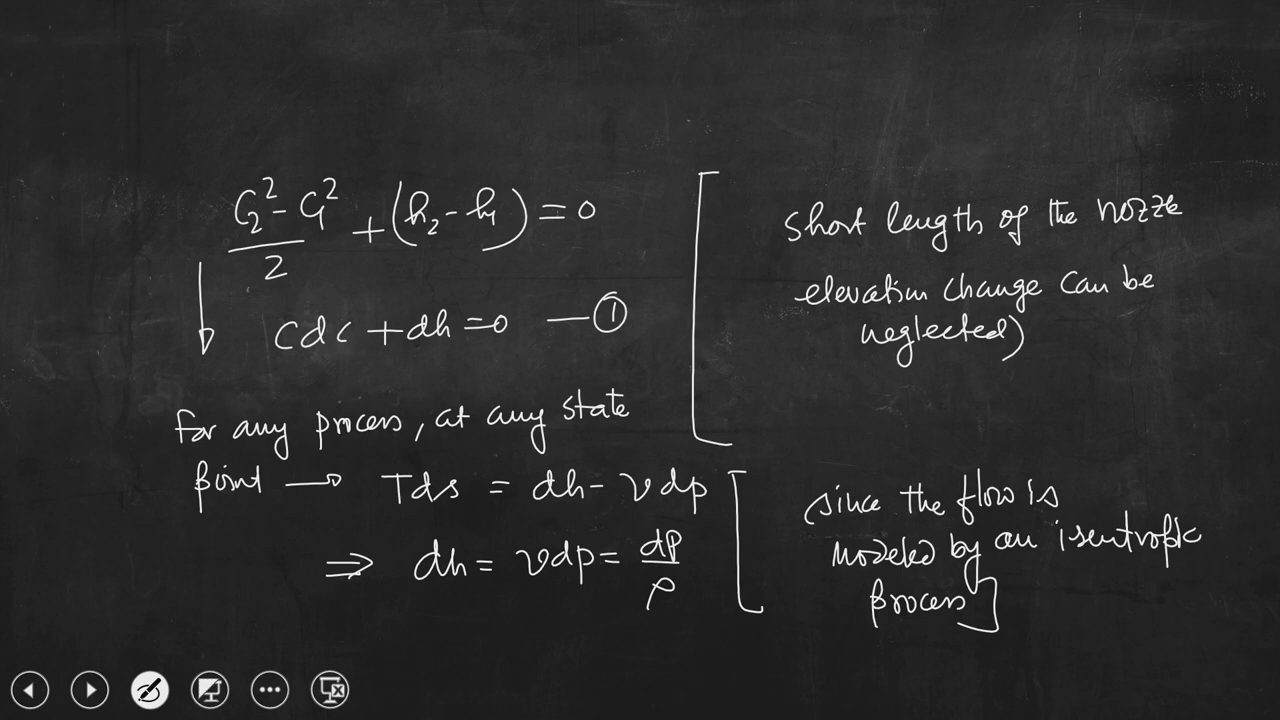 (C₂² - C₁²)/2 + (h₂ - h₁) = 0
CdC + dh = 0 — ①
for any process, at any state
point → Tds = dh - vdp
⇒ dh = vdp = dp/ρ
short length of the nozzle
elevation change can be
neglected)
(since the flow is
modeled by an isentropic
process]